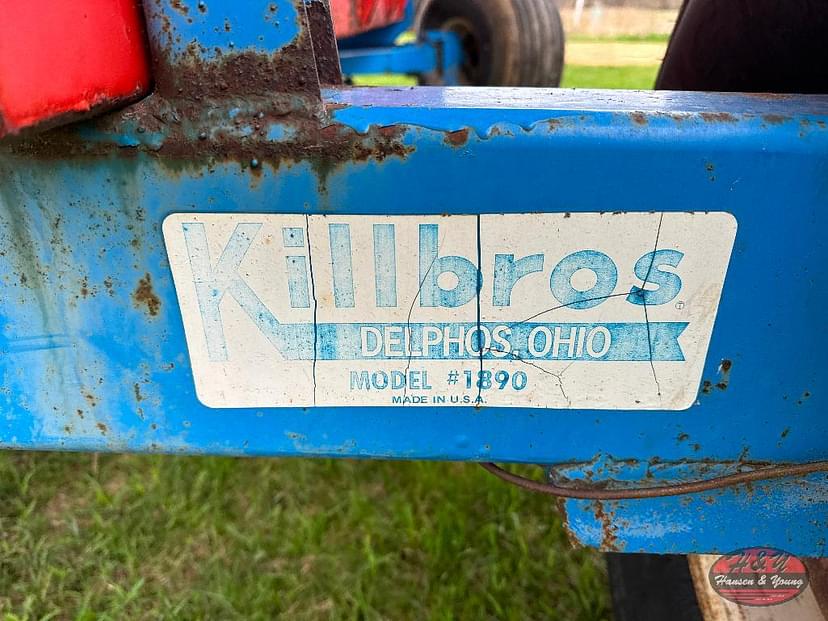 Killbros
DELPHOS, OHIO
MODEL #1890
MADE IN U.S.A.
H&Y
Hansen & Young